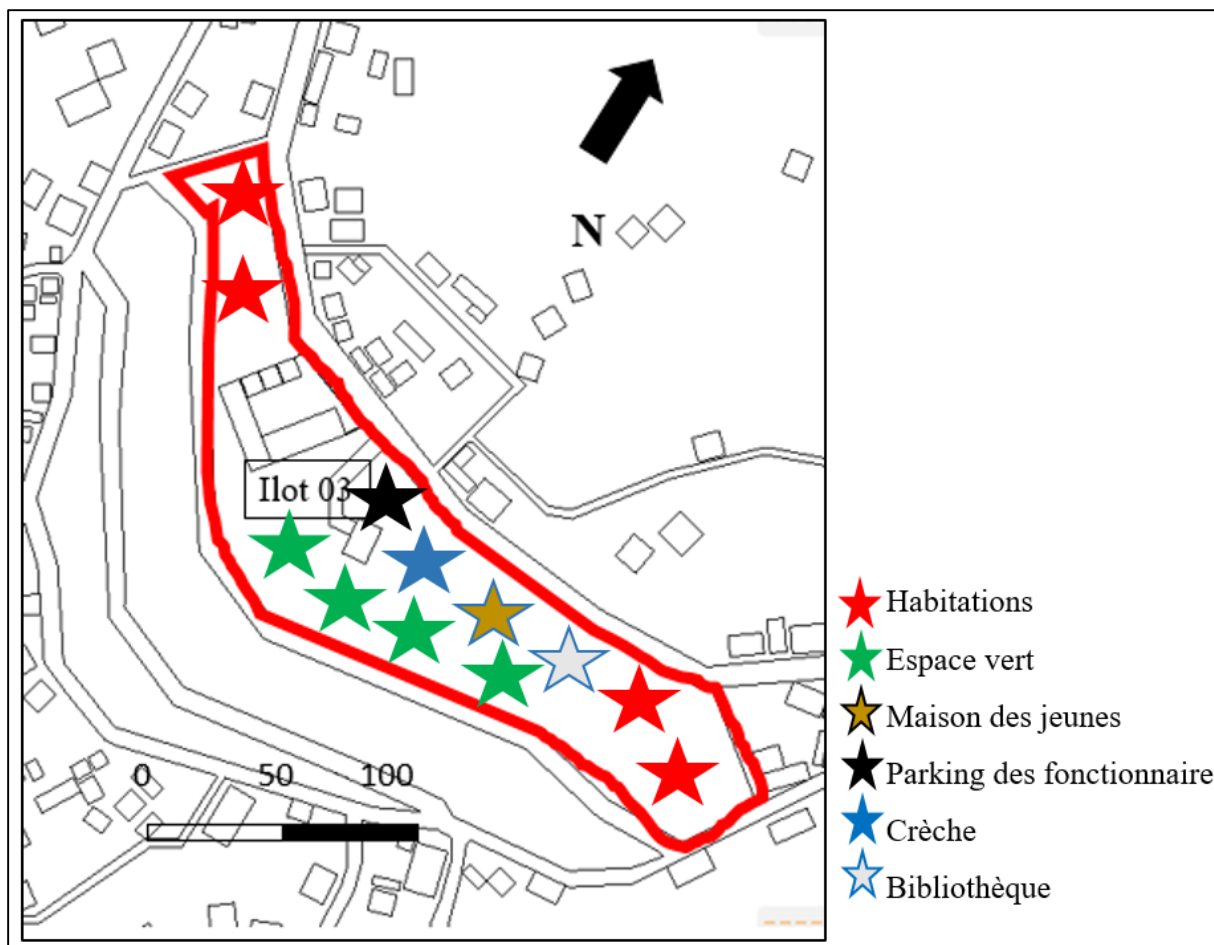 N
Ilot 03
0 50 100
Habitations
Espace vert
Maison des jeunes
Parking des fonctionnaire
Crèche
Bibliothèque